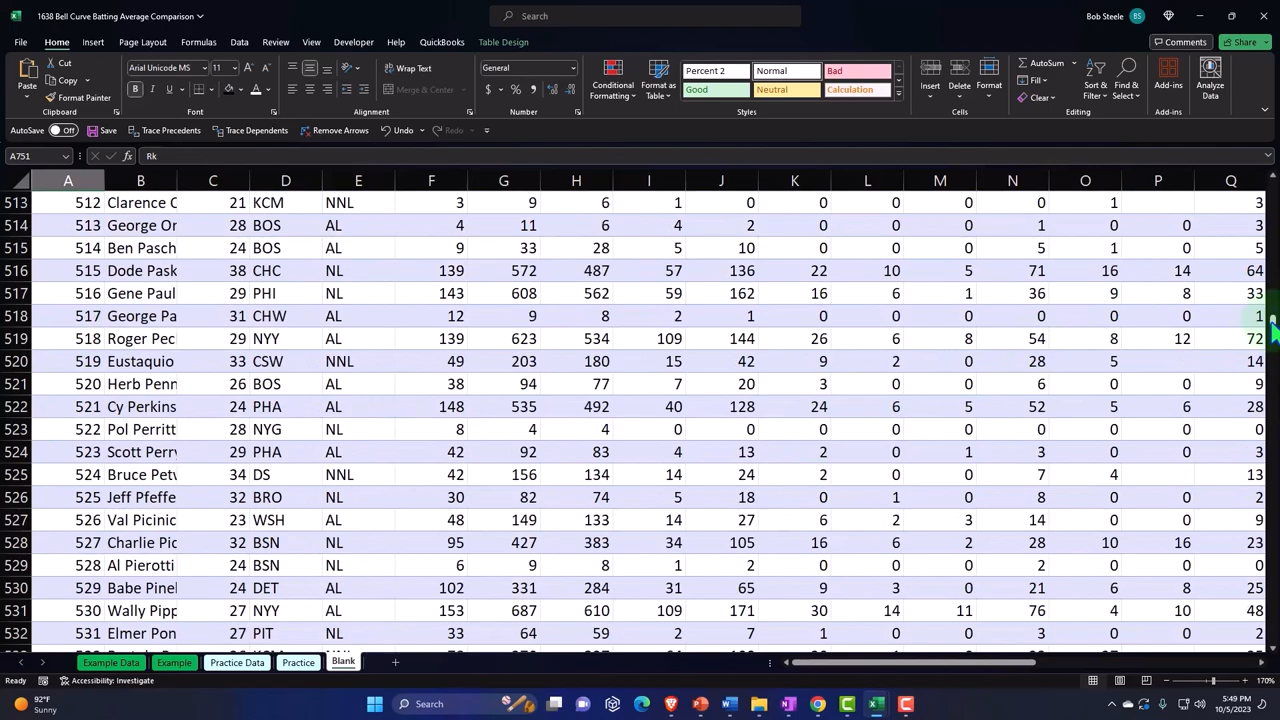 1638 Bell Curve Batting Average Comparison
Search
Bob Steele BS
File Home Insert Page Layout Formulas Data Review View Developer Help QuickBooks Table Design Comments Share
Cut Arial Unicode MS 11 Wrap Text General Percent 2 Normal Bad AutoSum
Paste Copy Conditional Formatting Format as Table Insert Delete Format Fill Sort & Filter Find & Select Add-ins Analyze Data
Format Painter B I U Merge & Center $ % Good Neutral Calculation Clear
Clipboard Font Alignment Number Styles Cells Editing Add-ins
AutoSave Off Save Trace Precedents Trace Dependents Remove Arrows Undo Redo
A751 fx Rk
A B C D E F G H I J K L M N O P Q
513 512 Clarence C 21 KCM NNL 3 9 6 1 0 0 0 0 0 1 3
514 513 George Or 28 BOS AL 4 11 6 4 2 0 0 0 1 0 0 3
515 514 Ben Pasch 24 BOS AL 9 33 28 5 10 0 0 0 5 1 0 5
516 515 Dode Pask 38 CHC NL 139 572 487 57 136 22 10 5 71 16 14 64
517 516 Gene Paul 29 PHI NL 143 608 562 59 162 16 6 1 36 9 8 33
518 517 George Pa 31 CHW AL 12 9 8 2 1 0 0 0 0 0 0 1
519 518 Roger Pec 29 NYY AL 139 623 534 109 144 26 6 8 54 8 12 72
520 519 Eustaquio 33 CSW NNL 49 203 180 15 42 9 2 0 28 5 14
521 520 Herb Penn 26 BOS AL 38 94 77 7 20 3 0 0 6 0 0 9
522 521 Cy Perkins 24 PHA AL 148 535 492 40 128 24 6 5 52 5 6 28
523 522 Pol Perritt 28 NYG NL 8 4 4 0 0 0 0 0 0 0 0 0
524 523 Scott Perry 29 PHA AL 42 92 83 4 13 2 0 1 3 0 0 3
525 524 Bruce Petv 34 DS NNL 42 156 134 14 24 2 0 0 7 4 13
526 525 Jeff Pfeffe 32 BRO NL 30 82 74 5 18 0 1 0 8 0 0 2
527 526 Val Picinic 23 WSH AL 48 149 133 14 27 6 2 3 14 0 0 9
528 527 Charlie Pic 32 BSN NL 95 427 383 34 105 16 6 2 28 10 16 23
529 528 Al Pierotti 24 BSN NL 6 9 8 1 2 0 0 0 2 0 0 0
530 529 Babe Pinel 24 DET AL 102 331 284 31 65 9 3 0 21 6 8 25
531 530 Wally Pipp 27 NYY AL 153 687 610 109 171 30 14 11 76 4 10 48
532 531 Elmer Pon 27 PIT NL 33 64 59 2 7 1 0 0 3 0 0 2
Example Data Example Practice Data Practice Blank
Ready Accessibility: Investigate 170%
92°F
Sunny
Search
5:49 PM
10/5/2023